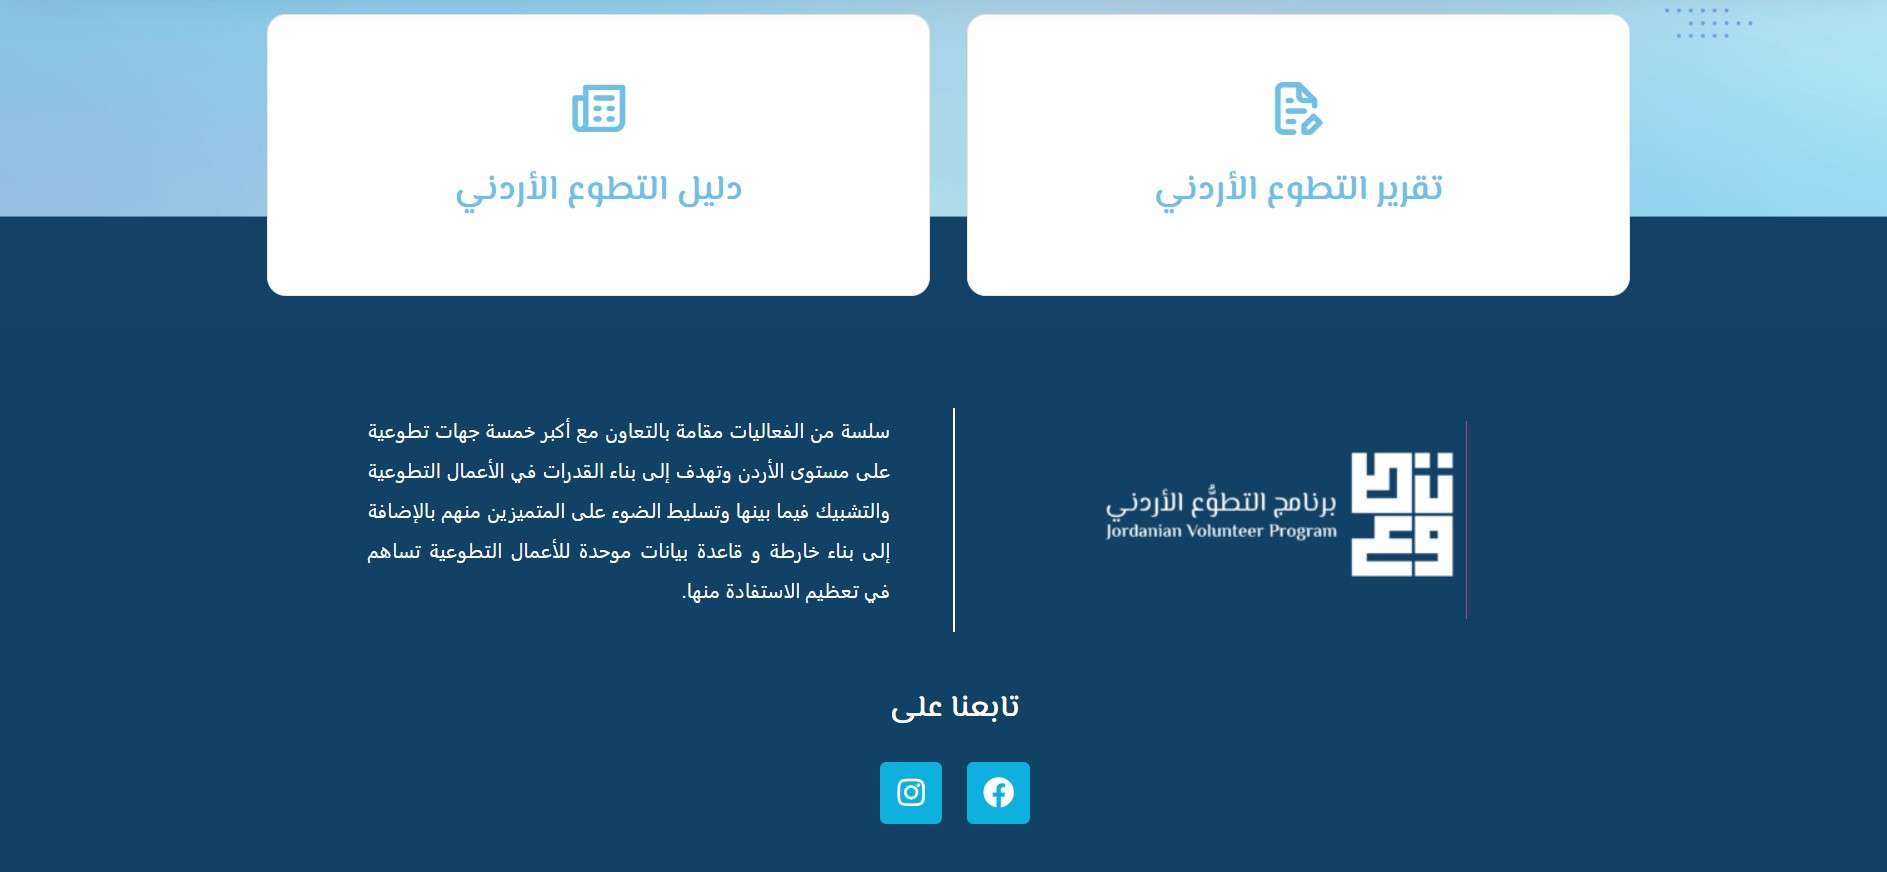 تقرير التطوع الأردني
دليل التطوع الأردني
تطوع
برنامج التطوُّع الأردني
Jordanian Volunteer Program
سلسة من الفعاليات مقامة بالتعاون مع أكبر خمسة جهات تطوعية
على مستوى الأردن وتهدف إلى بناء القدرات في الأعمال التطوعية
والتشبيك فيما بينها وتسليط الضوء على المتميزين منهم بالإضافة
إلى بناء خارطة و قاعدة بيانات موحدة للأعمال التطوعية تساهم
في تعظيم الاستفادة منها.
تابعنا على